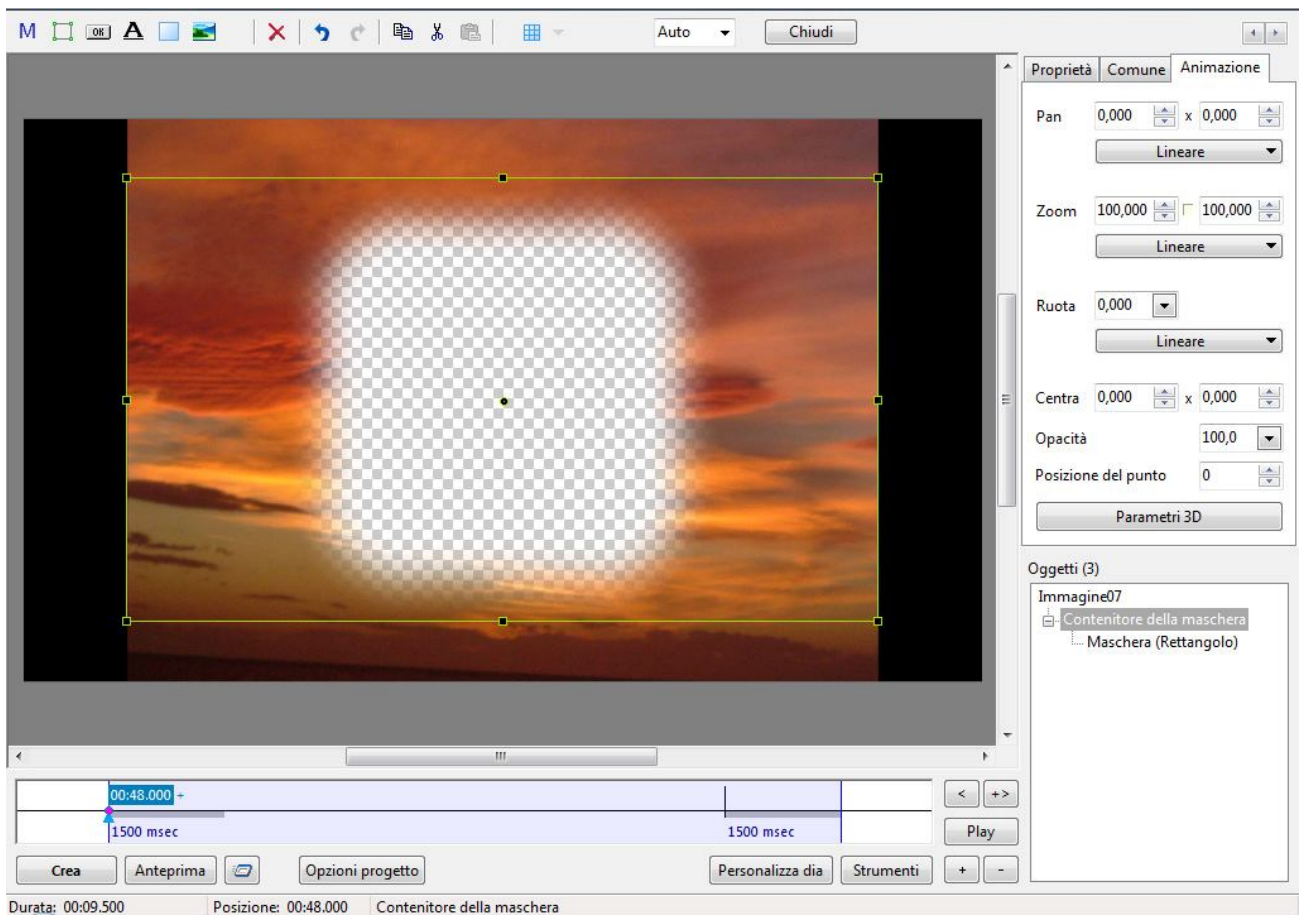 M OK A Auto Chiudi
Proprietà Comune Animazione
Pan 0,000 x 0,000
Lineare
Zoom 100,000 100,000
Lineare
Ruota 0,000
Lineare
Centra 0,000 x 0,000
Opacità 100,0
Posizione del punto 0
Parametri 3D
Oggetti (3)
Immagine07
Contenitore della maschera
Maschera (Rettangolo)
00:48.000 +
1500 msec 1500 msec
< +>
Play
Crea Anteprima Opzioni progetto Personalizza dia Strumenti + -
Durata: 00:09.500 Posizione: 00:48.000 Contenitore della maschera